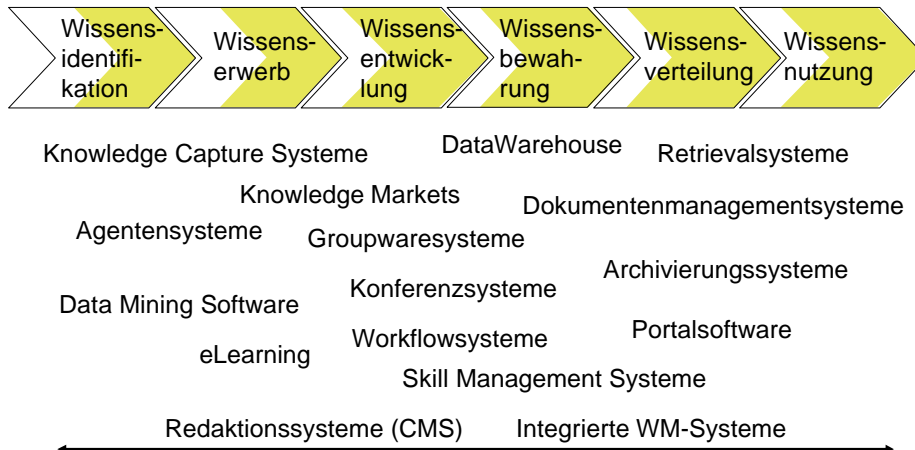 Wissens-
identifi-
kation
Wissens-
erwerb
Wissens-
entwick-
lung
Wissens-
bewah-
rung
Wissens-
verteilung
Wissens-
nutzung
Knowledge Capture Systeme
DataWarehouse
Retrievalsysteme
Knowledge Markets
Dokumentenmanagementsysteme
Agentensysteme
Groupwaresysteme
Archivierungssysteme
Konferenzsysteme
Data Mining Software
Portalsoftware
Workflowsysteme
eLearning
Skill Management Systeme
Redaktionssysteme (CMS)
Integrierte WM-Systeme